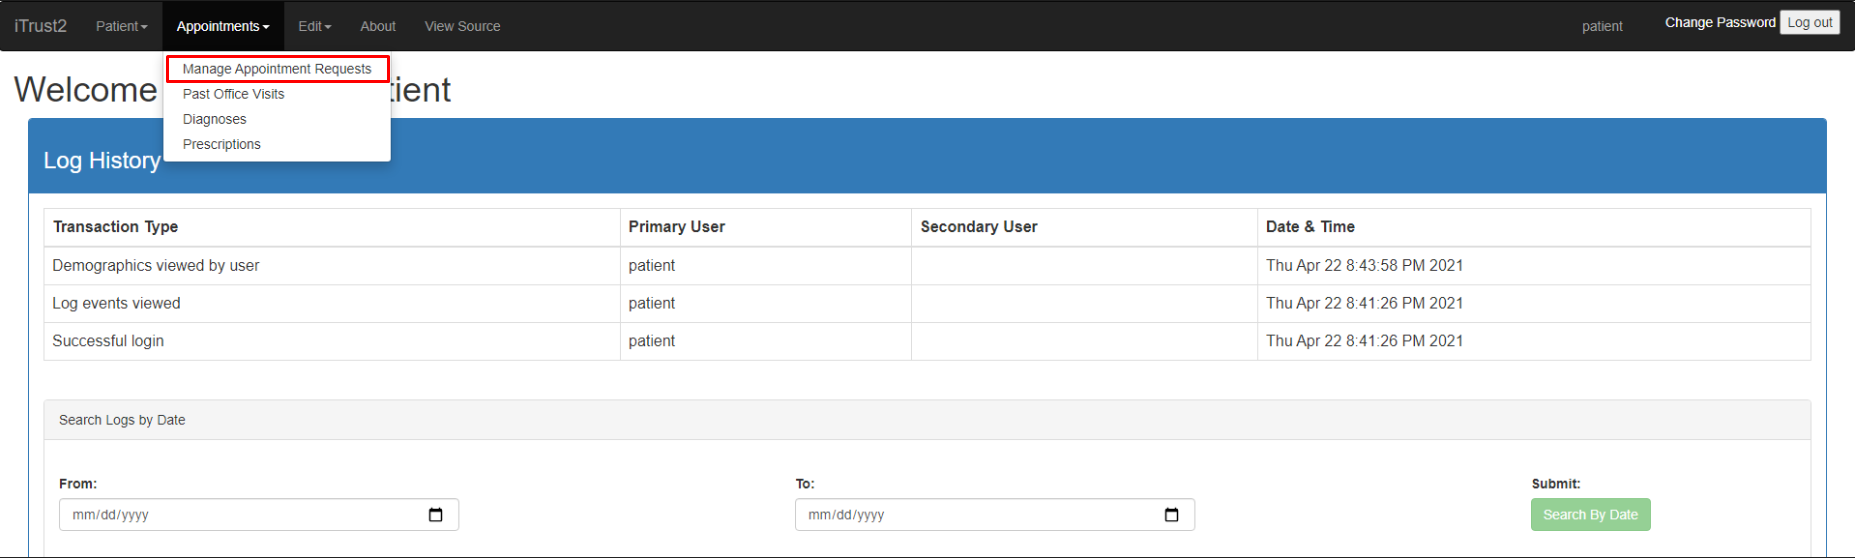 iTrust2 Patient Appointments Edit About View Source patient Change Password Log out
Manage Appointment Requests
Past Office Visits
Diagnoses
Prescriptions
Welcome tient
Log History
Transaction Type Primary User Secondary User Date & Time
Demographics viewed by user patient Thu Apr 22 8:43:58 PM 2021
Log events viewed patient Thu Apr 22 8:41:26 PM 2021
Successful login patient Thu Apr 22 8:41:26 PM 2021
Search Logs by Date
From: To: Submit:
mm/dd/yyyy mm/dd/yyyy Search By Date